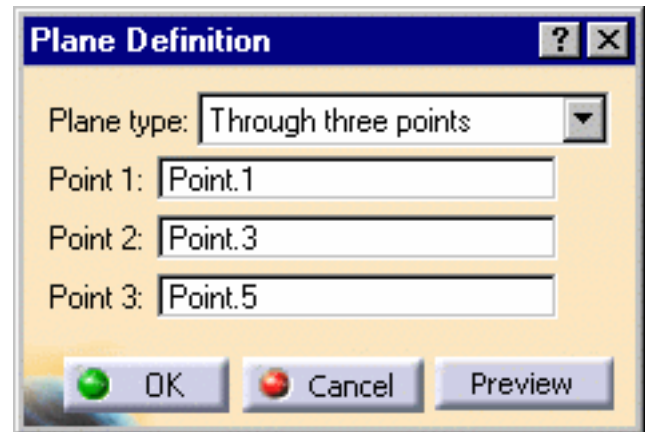 Plane Definition
Plane type: Through three points
Point 1: Point.1
Point 2: Point.3
Point 3: Point.5
OK Cancel Preview